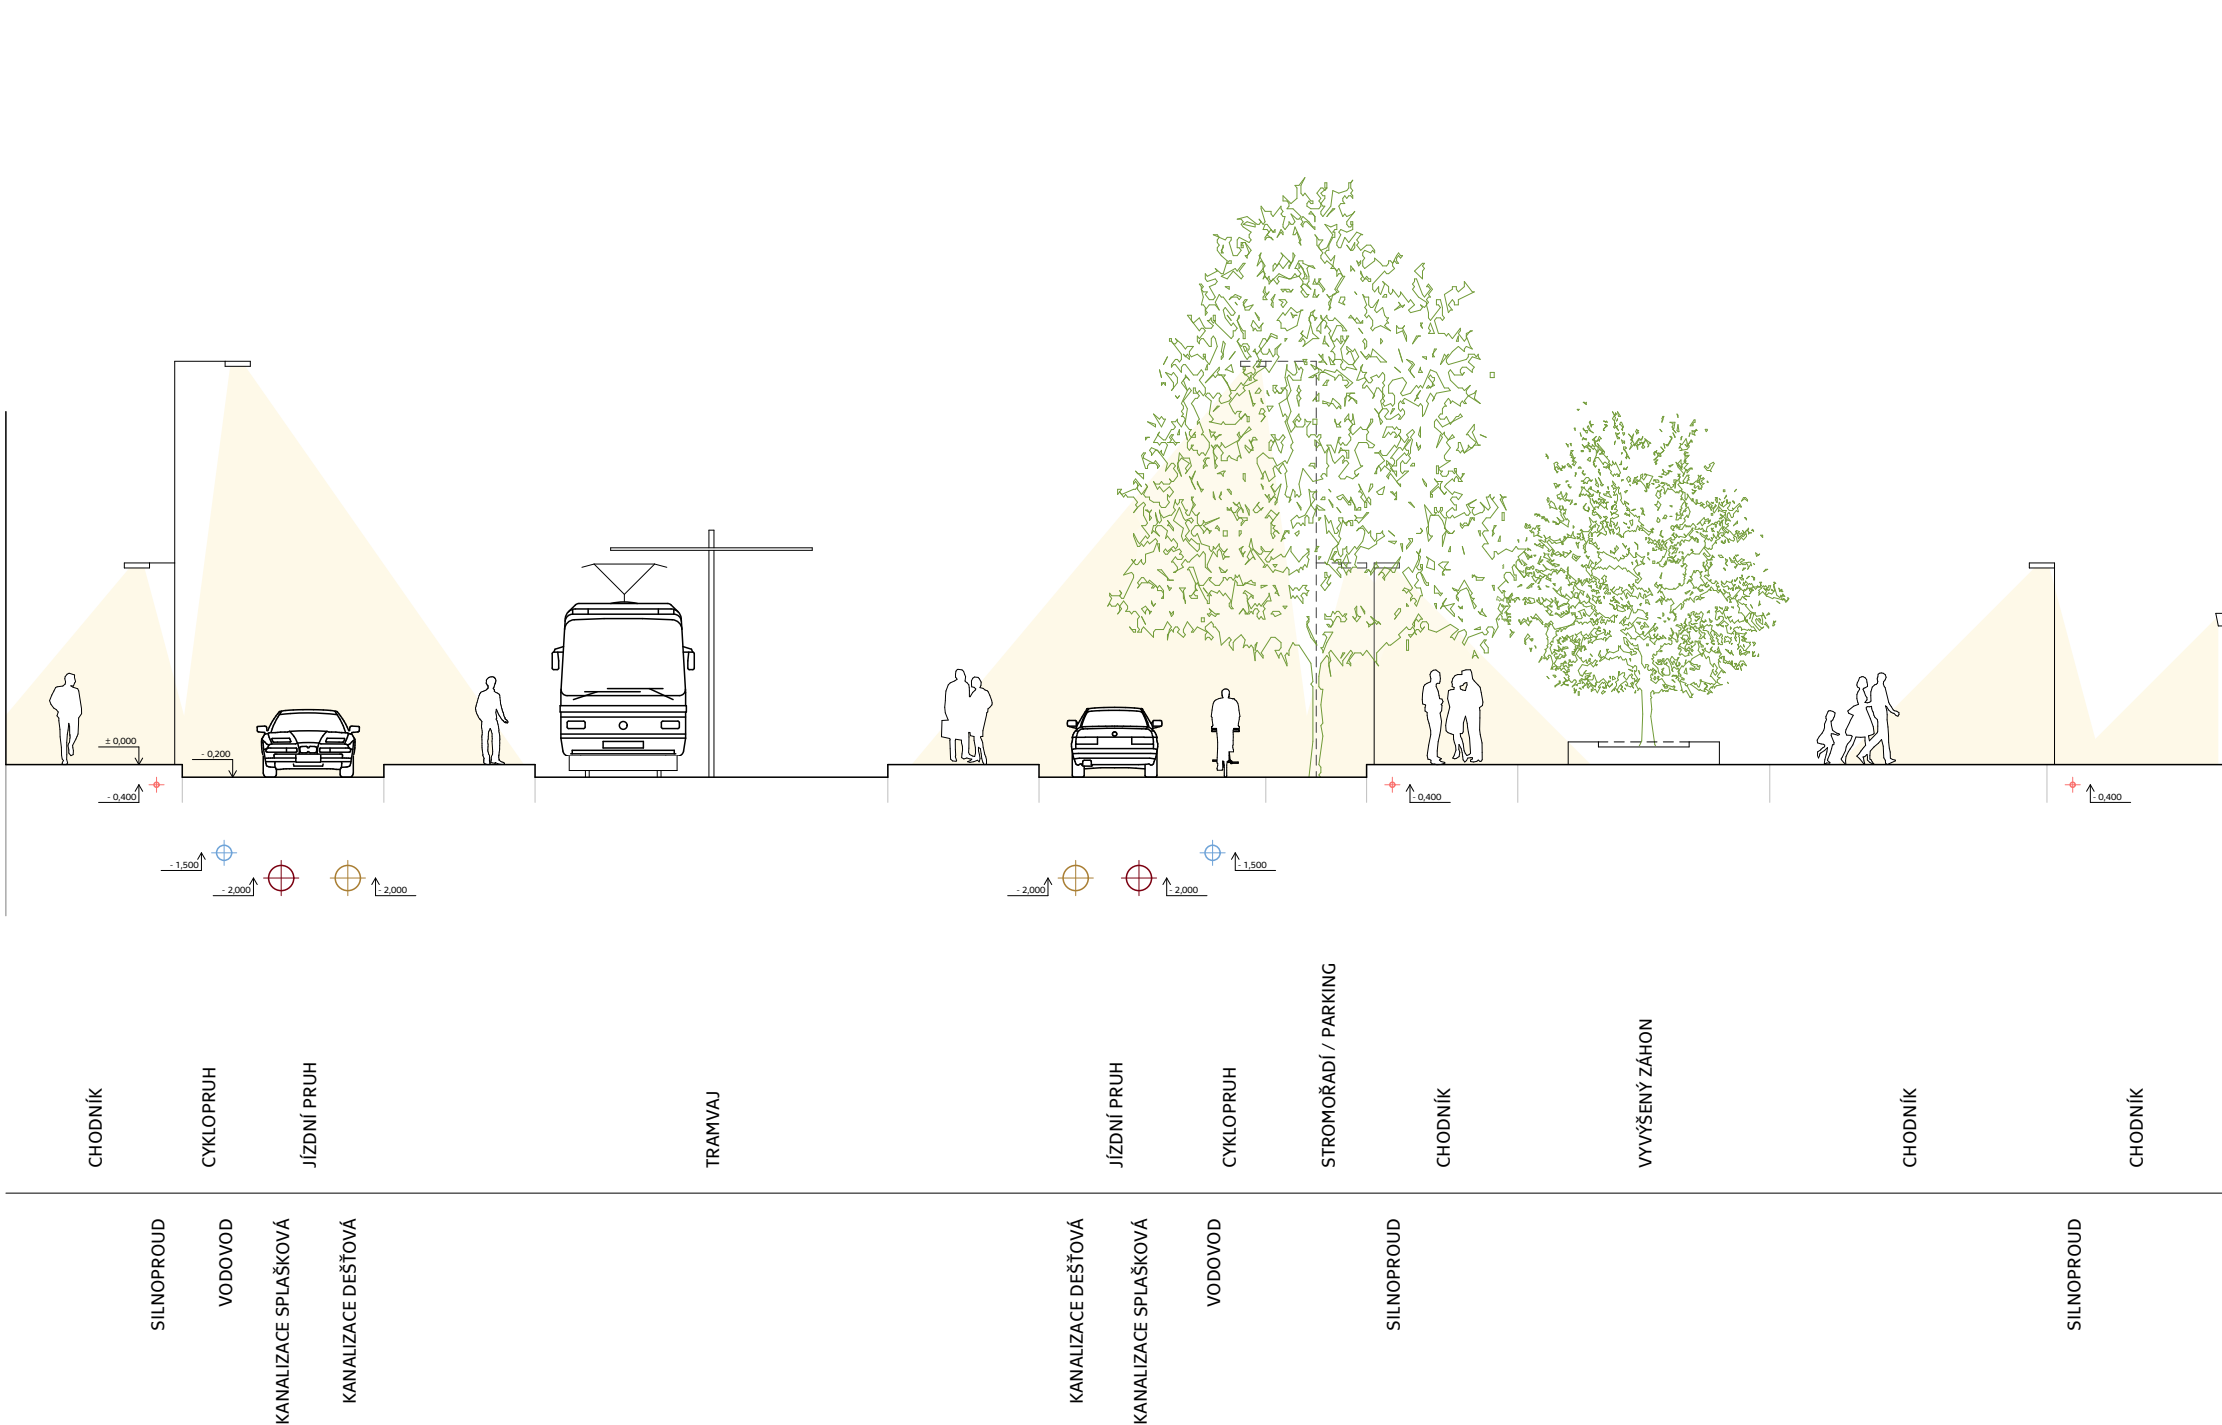 ± 0,000
- 0,200
- 0,400
- 0,400
- 0,400
- 1,500
- 1,500
- 2,000
- 2,000
- 2,000
- 2,000
CHODNÍK
CYKLOPRUH
JÍZDNÍ PRUH
TRAMVAJ
JÍZDNÍ PRUH
CYKLOPRUH
STROMOŘADÍ / PARKING
CHODNÍK
VYVÝŠENÝ ZÁHON
CHODNÍK
CHODNÍK
SILNOPROUD
VODOVOD
KANALIZACE SPLAŠKOVÁ
KANALIZACE DEŠŤOVÁ
KANALIZACE DEŠŤOVÁ
KANALIZACE SPLAŠKOVÁ
VODOVOD
SILNOPROUD
SILNOPROUD